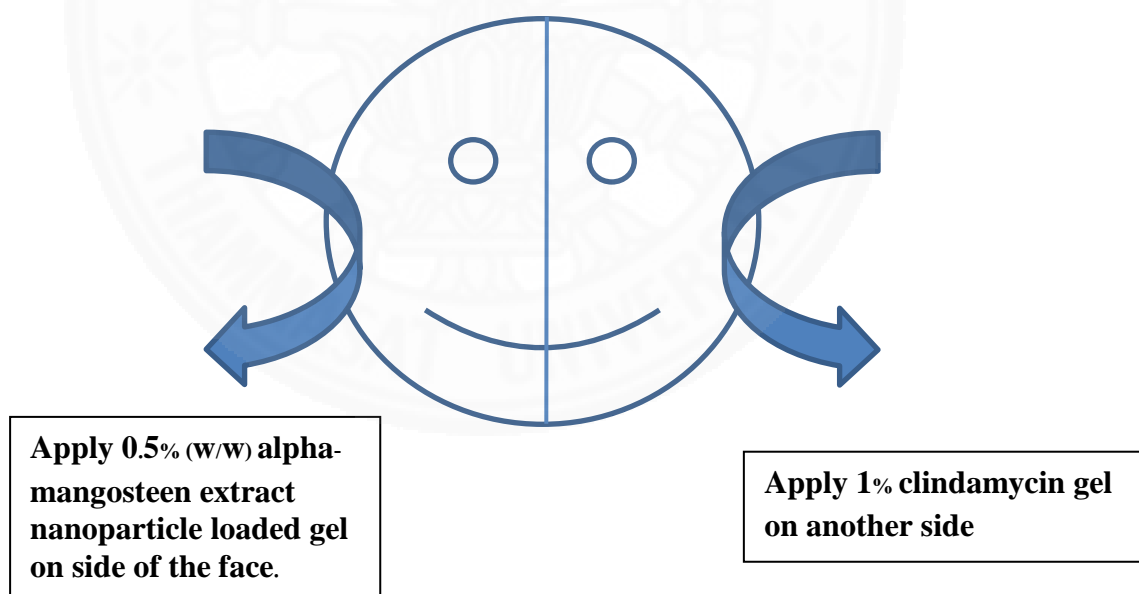 Apply 0.5% (w/w) alpha-
mangosteen extract
nanoparticle loaded gel
on side of the face.
Apply 1% clindamycin gel
on another side